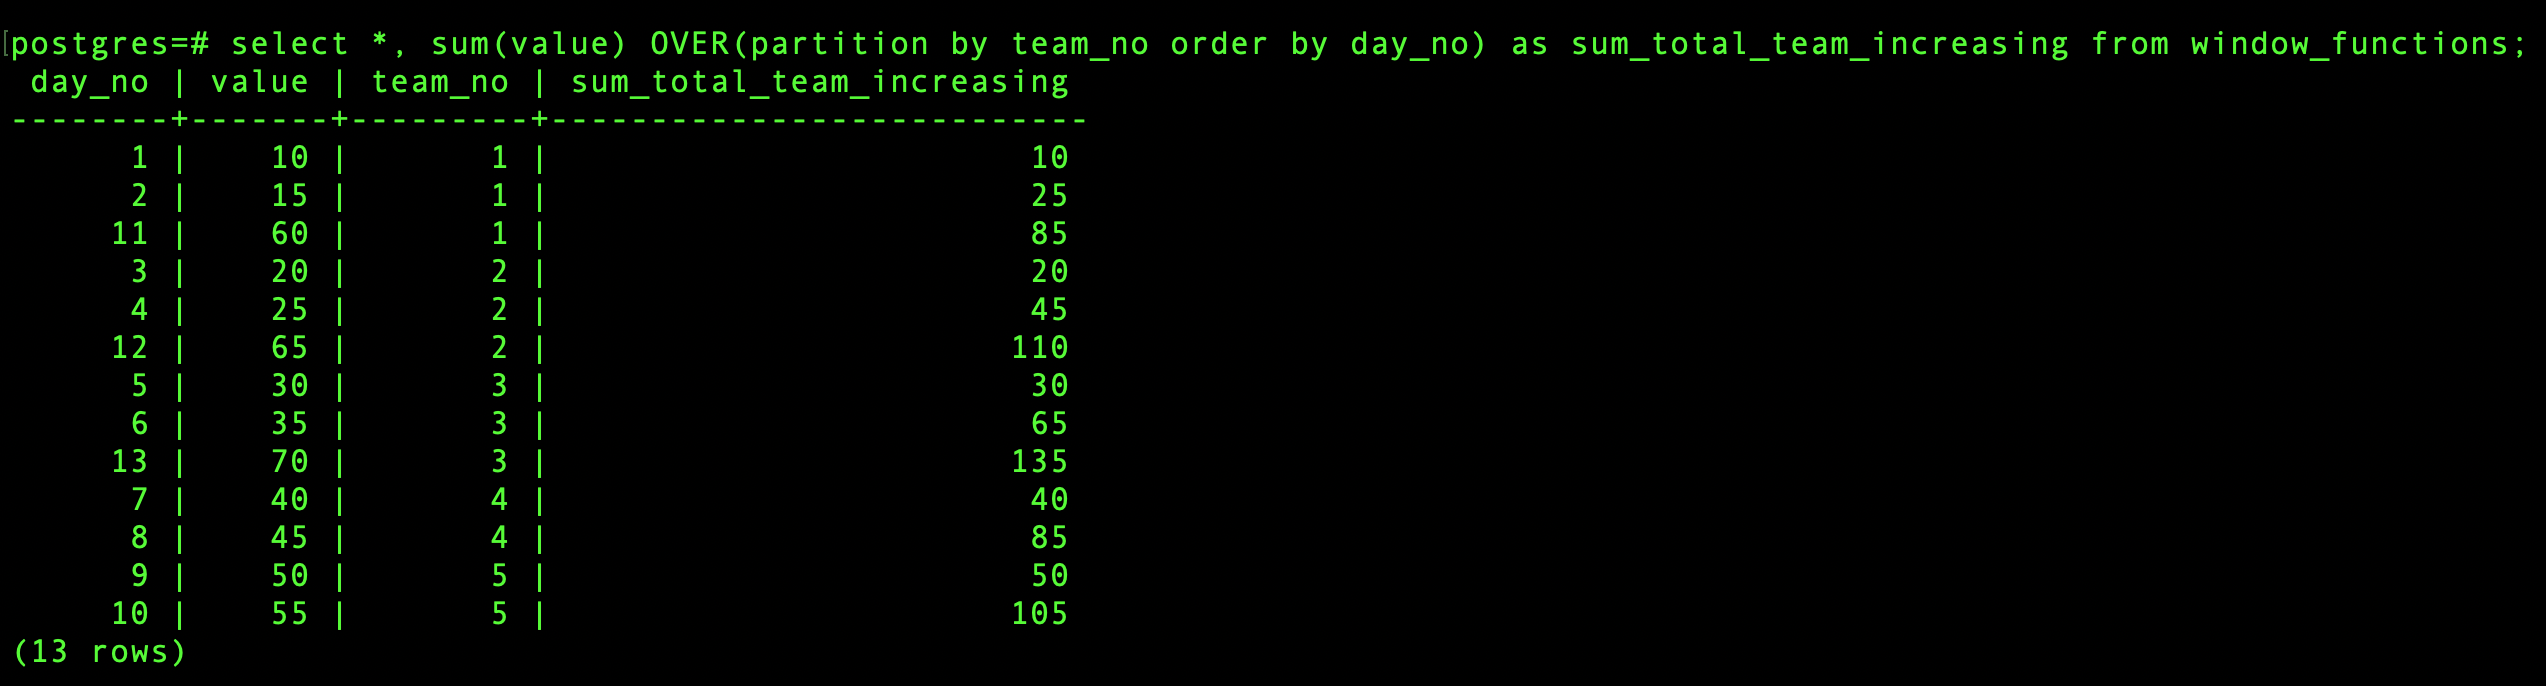 [postgres=# select *, sum(value) OVER(partition by team_no order by day_no) as sum_total_team_increasing from window_functions;
 day_no | value | team_no | sum_total_team_increasing
--------+-------+---------+---------------------------
      1 |    10 |       1 |                        10
      2 |    15 |       1 |                        25
     11 |    60 |       1 |                        85
      3 |    20 |       2 |                        20
      4 |    25 |       2 |                        45
     12 |    65 |       2 |                       110
      5 |    30 |       3 |                        30
      6 |    35 |       3 |                        65
     13 |    70 |       3 |                       135
      7 |    40 |       4 |                        40
      8 |    45 |       4 |                        85
      9 |    50 |       5 |                        50
     10 |    55 |       5 |                       105
(13 rows)